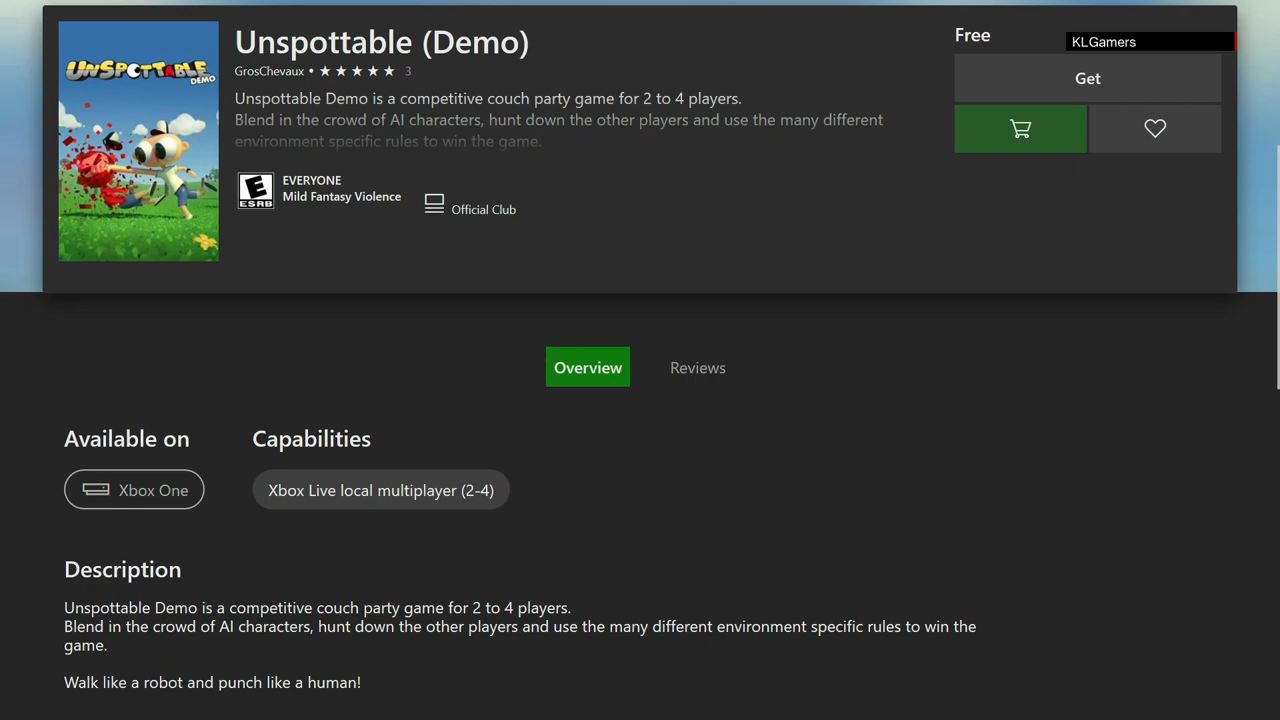 UNSPOTTABLE
DEMO
Unspottable (Demo)
GrosChevaux • ★ ★ ★ ★ ★ 3
Unspottable Demo is a competitive couch party game for 2 to 4 players.
Blend in the crowd of AI characters, hunt down the other players and use the many different
environment specific rules to win the game.
E
ESRB
EVERYONE
Mild Fantasy Violence
Official Club
Free
KLGamers
Get
Overview
Reviews
Available on
Capabilities
Xbox One
Xbox Live local multiplayer (2-4)
Description
Unspottable Demo is a competitive couch party game for 2 to 4 players.
Blend in the crowd of AI characters, hunt down the other players and use the many different environment specific rules to win the
game.
Walk like a robot and punch like a human!